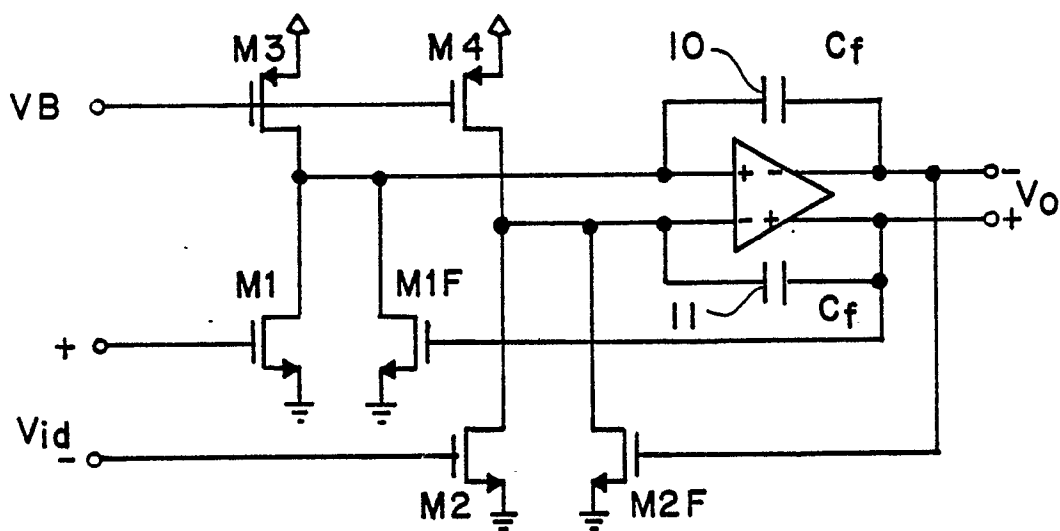 M3
M4
10
Cf
VB
+ -
-
Vo
- +
+
M1
M1F
11
Cf
+
Vid
-
M2
M2F